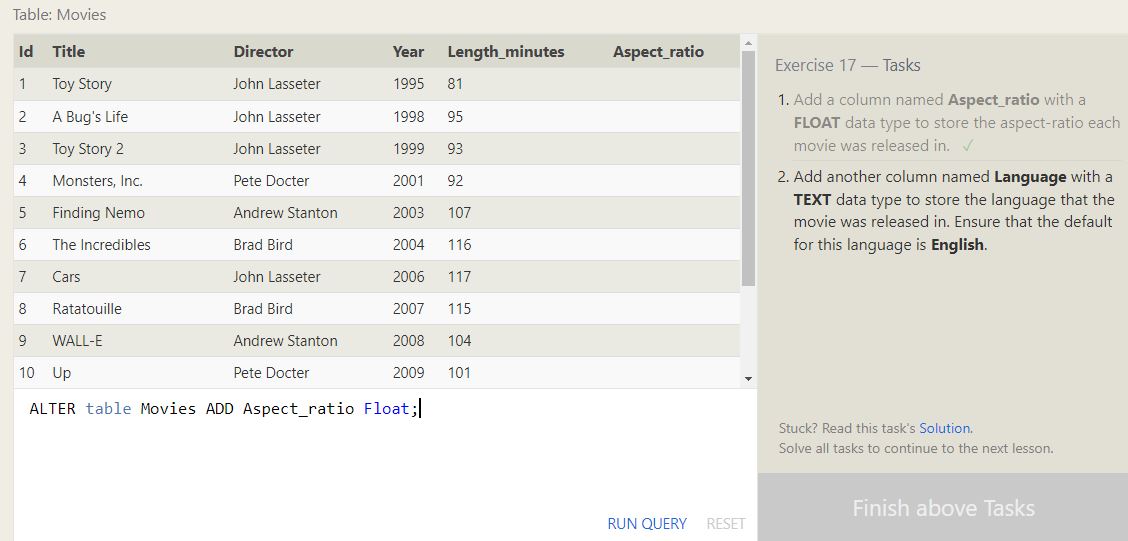 Table: Movies
Id Title Director Year Length_minutes Aspect_ratio
1 Toy Story John Lasseter 1995 81
2 A Bug's Life John Lasseter 1998 95
3 Toy Story 2 John Lasseter 1999 93
4 Monsters, Inc. Pete Docter 2001 92
5 Finding Nemo Andrew Stanton 2003 107
6 The Incredibles Brad Bird 2004 116
7 Cars John Lasseter 2006 117
8 Ratatouille Brad Bird 2007 115
9 WALL-E Andrew Stanton 2008 104
10 Up Pete Docter 2009 101
ALTER table Movies ADD Aspect_ratio Float;
RUN QUERY RESET
Exercise 17 — Tasks
1. Add a column named Aspect_ratio with a
FLOAT data type to store the aspect-ratio each
movie was released in. ✓
2. Add another column named Language with a
TEXT data type to store the language that the
movie was released in. Ensure that the default
for this language is English.
Stuck? Read this task's Solution.
Solve all tasks to continue to the next lesson.
Finish above Tasks